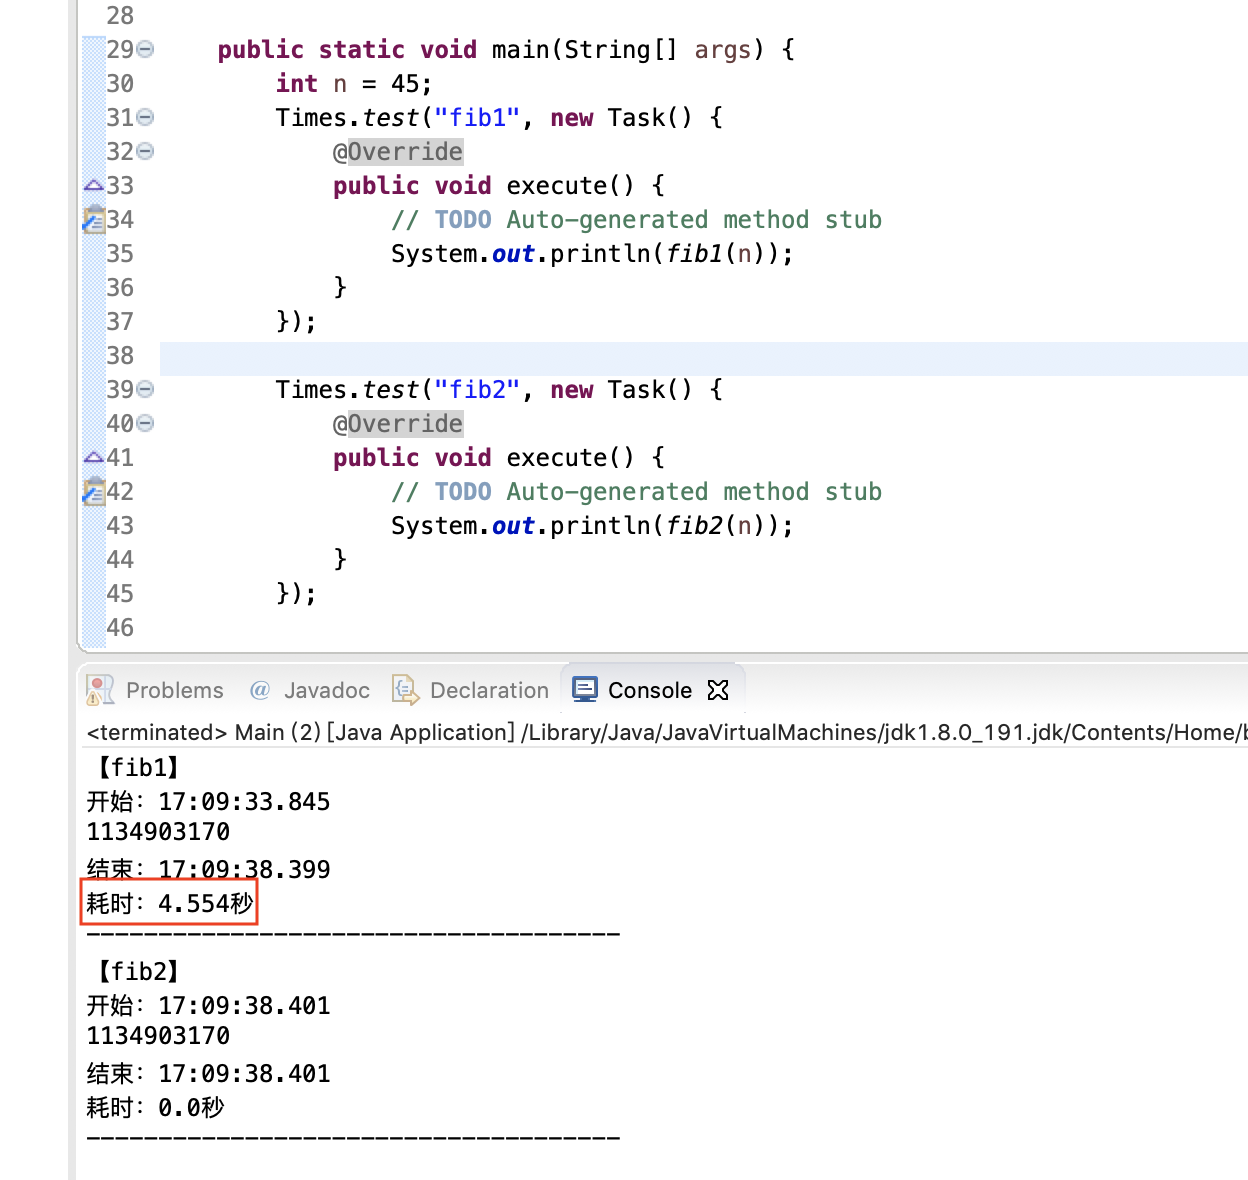 28
29 public static void main(String[] args) {
30 int n = 45;
31 Times.test("fib1", new Task() {
32 @Override
33 public void execute() {
34 // TODO Auto-generated method stub
35 System.out.println(fib1(n));
36 }
37 });
38
39 Times.test("fib2", new Task() {
40 @Override
41 public void execute() {
42 // TODO Auto-generated method stub
43 System.out.println(fib2(n));
44 }
45 });
46
Problems @ Javadoc Declaration Console
<terminated> Main (2) [Java Application] /Library/Java/JavaVirtualMachines/jdk1.8.0_191.jdk/Contents/Home/
【fib1】
开始：17:09:33.845
1134903170
结束：17:09:38.399
耗时：4.554秒
-------------------------------------
【fib2】
开始：17:09:38.401
1134903170
结束：17:09:38.401
耗时：0.0秒
-------------------------------------